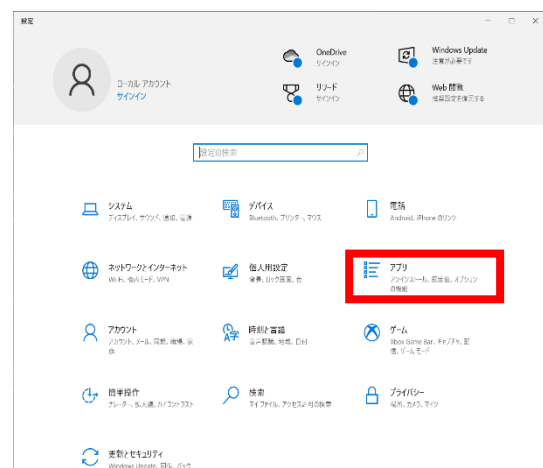 設定
OneDrive
サインイン
Windows Update
注意が必要です
ローカル アカウント
サインイン
リワード
サインイン
Web 閲覧
推奨設定を復元する
設定の検索
システム
ディスプレイ、サウンド、通知、電源
デバイス
Bluetooth、プリンター、マウス
電話
Android、iPhone のリンク
ネットワークとインターネット
Wi-Fi、機内モード、VPN
個人用設定
背景、ロック画面、色
アプリ
アンインストール、既定値、オプション
の機能
アカウント
アカウント、メール、同期、職場、家
族
時刻と言語
音声認識、地域、日付
ゲーム
Xbox Game Bar、キャプチャ、配
信、ゲーム モード
簡単操作
ナレーター、拡大鏡、ハイコントラスト
検索
マイ ファイル、アクセス許可の検索
プライバシー
場所、カメラ、マイク
更新とセキュリティ
Windows Update、回復、バック